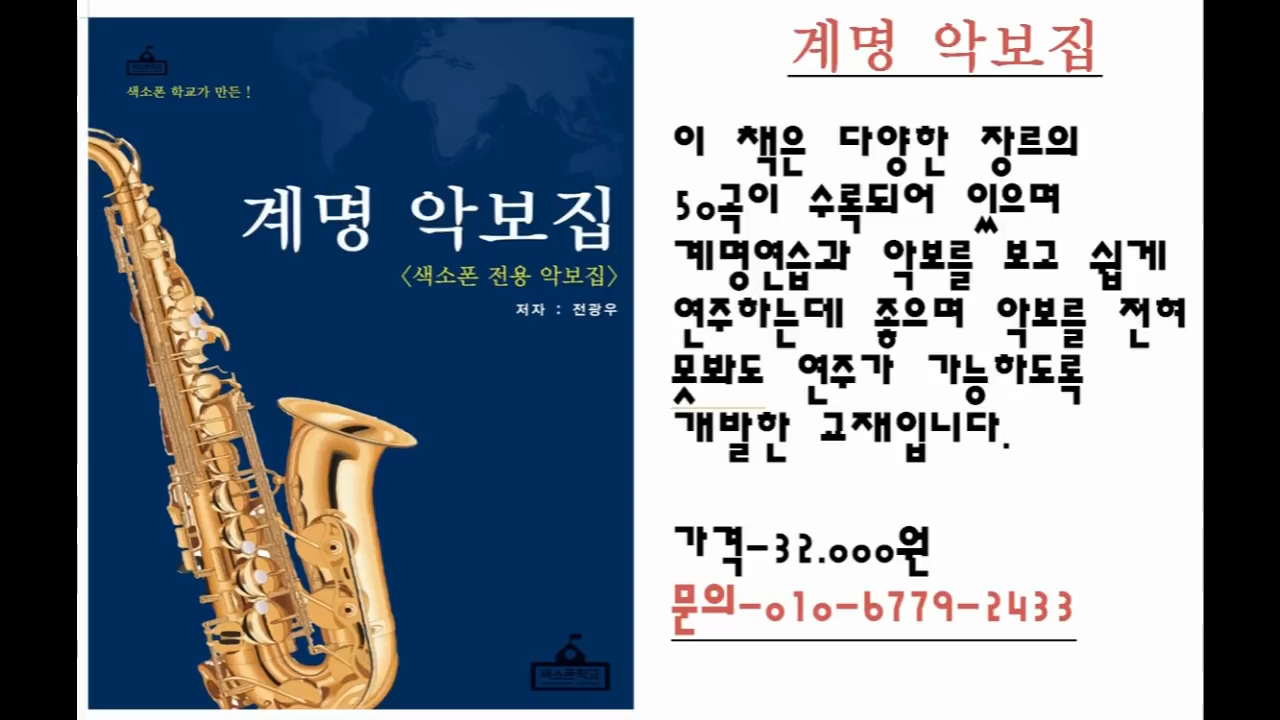 색소폰 학교가 만든 !
계명 악보집
<색소폰 전용 악보집>
저자 : 전광우
색소폰학교
계명 악보집
이 책은 다양한 장르의
50곡이 수록되어 있으며
계명연습과 악보를 보고 쉽게
연주하는데 좋으며 악보를 전혀
못봐도 연주가 가능하도록
개발한 교재입니다.
가격-32.000원
문의-010-6779-2433